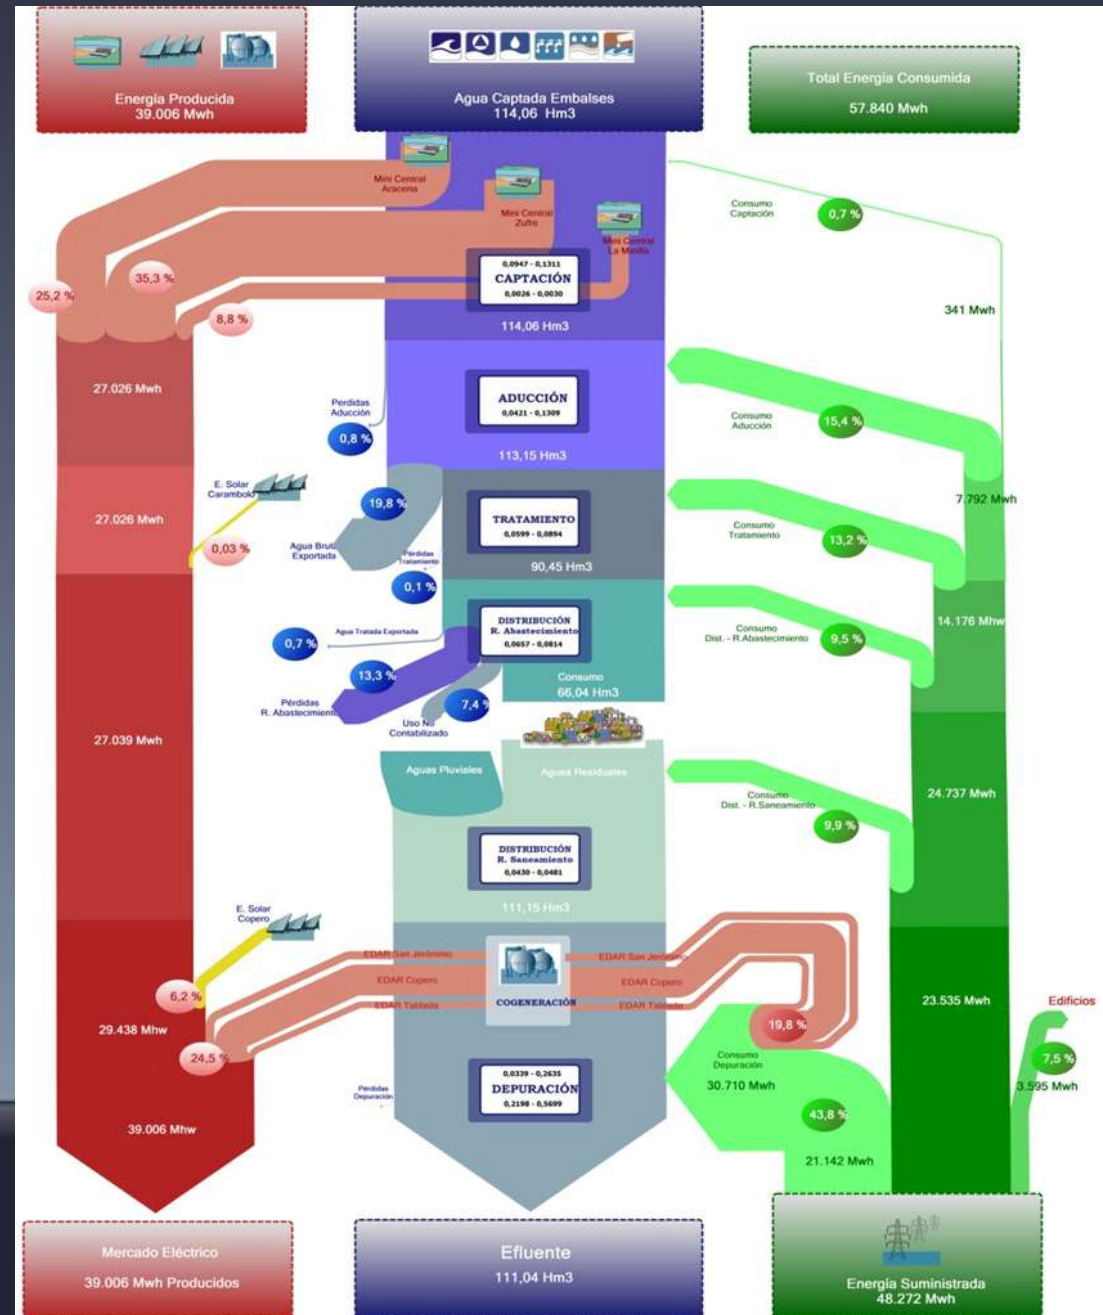 Energía Producida
39.006 Mwh
Agua Captada Embalses
114,06 Hm3
Total Energía Consumida
57.840 Mwh
Mini Central
Aracena
Mini Central
Zufre
Mini Central
La Minilla
Consumo
Captación
0,7 %
25,2 %
35,3 %
8,8 %
0,0947 - 0,1311
CAPTACIÓN
0,0026 - 0,0030
114,06 Hm3
341 Mwh
27.026 Mwh
Perdidas
Aducción
0,8 %
ADUCCIÓN
0,0421 - 0,1309
113,15 Hm3
Consumo
Aducción
15,4 %
7.792 Mwh
E. Solar
Carambolo
27.026 Mwh
0,03 %
19,8 %
Agua Bruta
Exportada
Pérdidas
Tratamiento
0,1 %
TRATAMIENTO
0,0599 - 0,0894
90,45 Hm3
Consumo
Tratamiento
13,2 %
14.176 Mhw
Agua Tratada Exportada
0,7 %
13,3 %
Pérdidas
R. Abastecimiento
7,4 %
Uso No
Contabilizado
DISTRIBUCIÓN
R. Abastecimiento
0,0657 - 0,0814
Consumo
66,04 Hm3
Consumo
Dist. - R.Abastecimiento
9,5 %
27.039 Mwh
Aguas Pluviales
Aguas Residuales
Consumo
Dist. - R.Saneamiento
9,9 %
24.737 Mwh
DISTRIBUCIÓN
R. Saneamiento
0,0430 - 0,0481
111,15 Hm3
E. Solar
Copero
6,2 %
29.438 Mhw
24,5 %
EDAR San Jerónimo
EDAR Copero
EDAR Tablada
COGENERACIÓN
EDAR San Jerónimo
EDAR Copero
EDAR Tablada
19,8 %
23.535 Mwh
Edificios
7,5 %
3.595 Mwh
Consumo
Depuración
30.710 Mwh
43,8 %
21.142 Mwh
Pérdidas
Depuración
0,0339 - 0,2635
DEPURACIÓN
0,2198 - 0,5699
39.006 Mhw
Mercado Eléctrico
39.006 Mwh Producidos
Efluente
111,04 Hm3
Energía Suministrada
48.272 Mwh